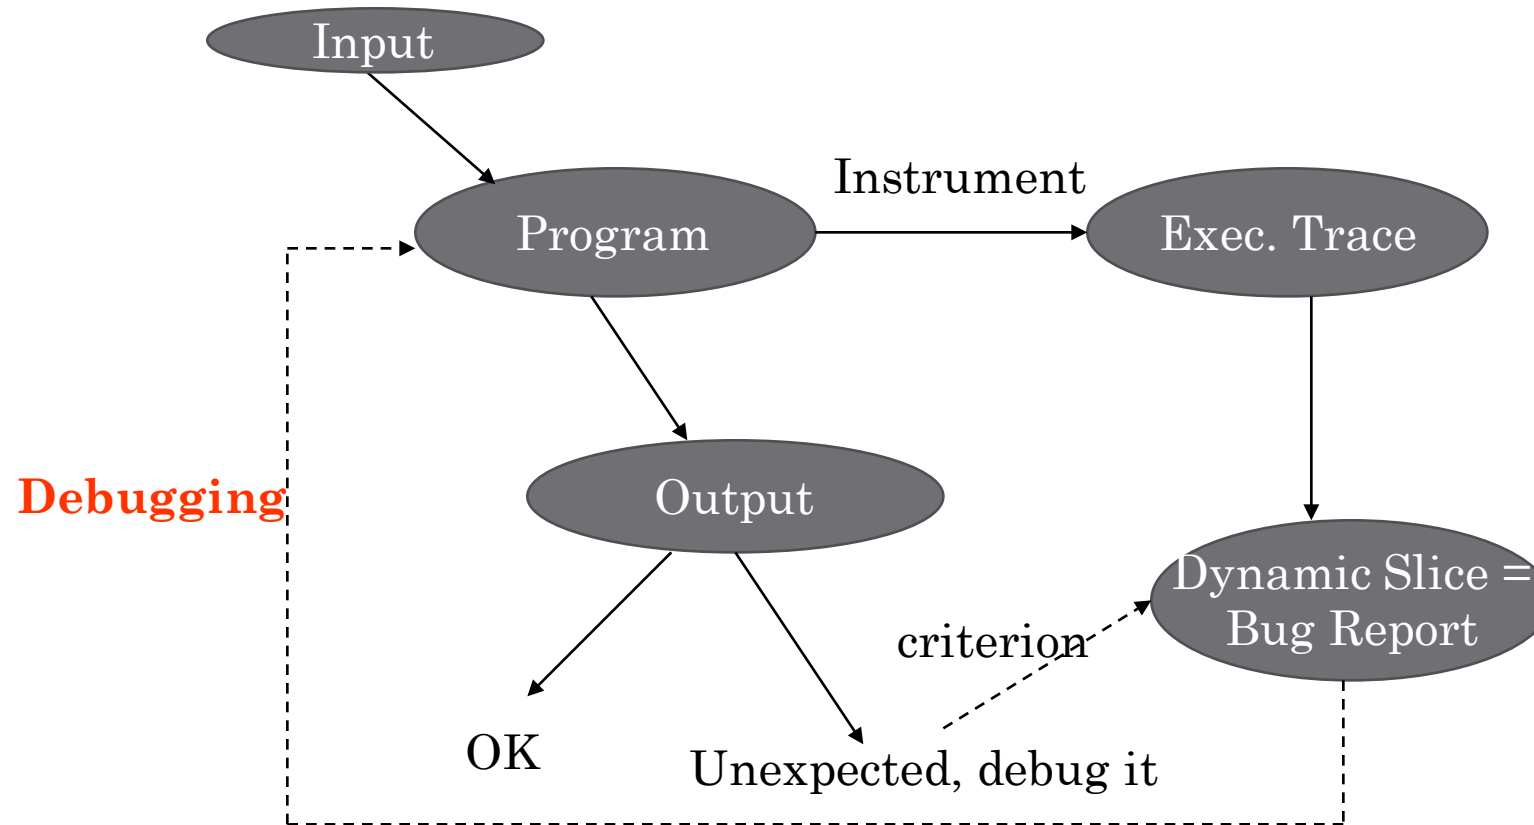 Input
Instrument
Program
Exec. Trace
Debugging
Output
Dynamic Slice =
Bug Report
criterion
OK
Unexpected, debug it